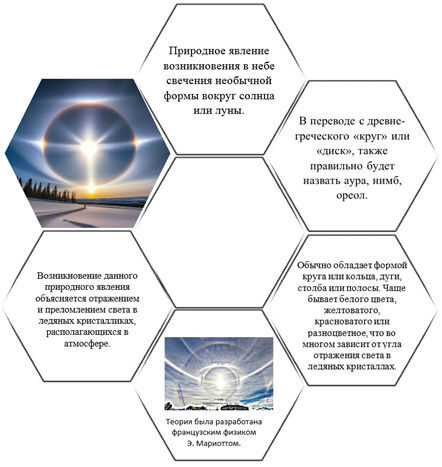 Природное явление
возникновения в небе
свечения необычной
формы вокруг солнца
или луны.
В переводе с древне-
греческого «круг» или
«диск», также
правильно будет
назвать аура, нимб,
ореол.
Возникновение данного
природного явления
объясняется отражением
и преломлением света в
ледяных кристалликах,
располагающихся в
атмосфере.
Обычно обладает формой
круга или кольца, дуги,
столба или полосы. Чаще
бывает белого цвета,
желтоватого,
красноватого или
разноцветное, что во
многом зависит от угла
отражения света в
ледяных кристаллах.
Теория была разработана
французским физиком
Э. Мариоттом.